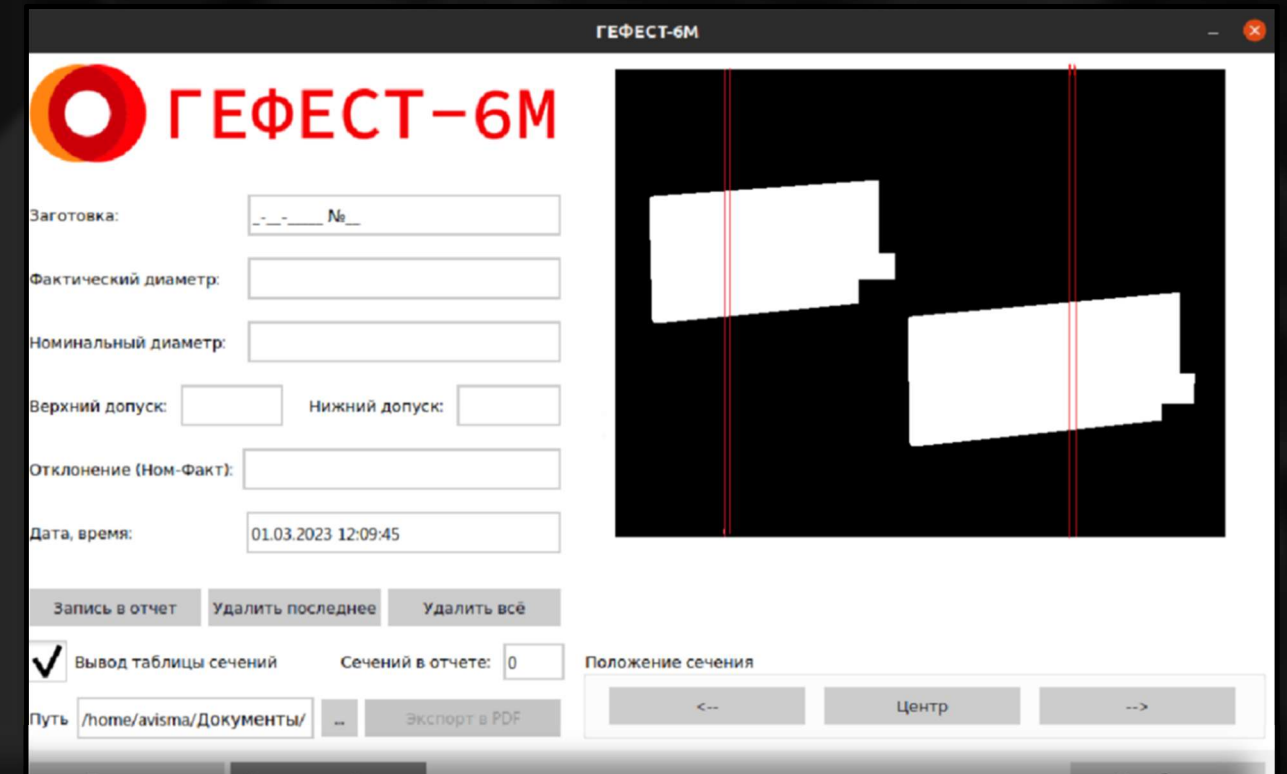 ГЕФЕСТ-6М
ГЕФЕСТ-6М
Заготовка: _-__-_____ №__
Фактический диаметр:
Номинальный диаметр:
Верхний допуск: Нижний допуск:
Отклонение (Ном-Факт):
Дата, время: 01.03.2023 12:09:45
Запись в отчет Удалить последнее Удалить всё
Вывод таблицы сечений Сечений в отчете: 0 Положение сечения
Путь /home/avisma/Документы/ ... Экспорт в PDF <-- Центр -->